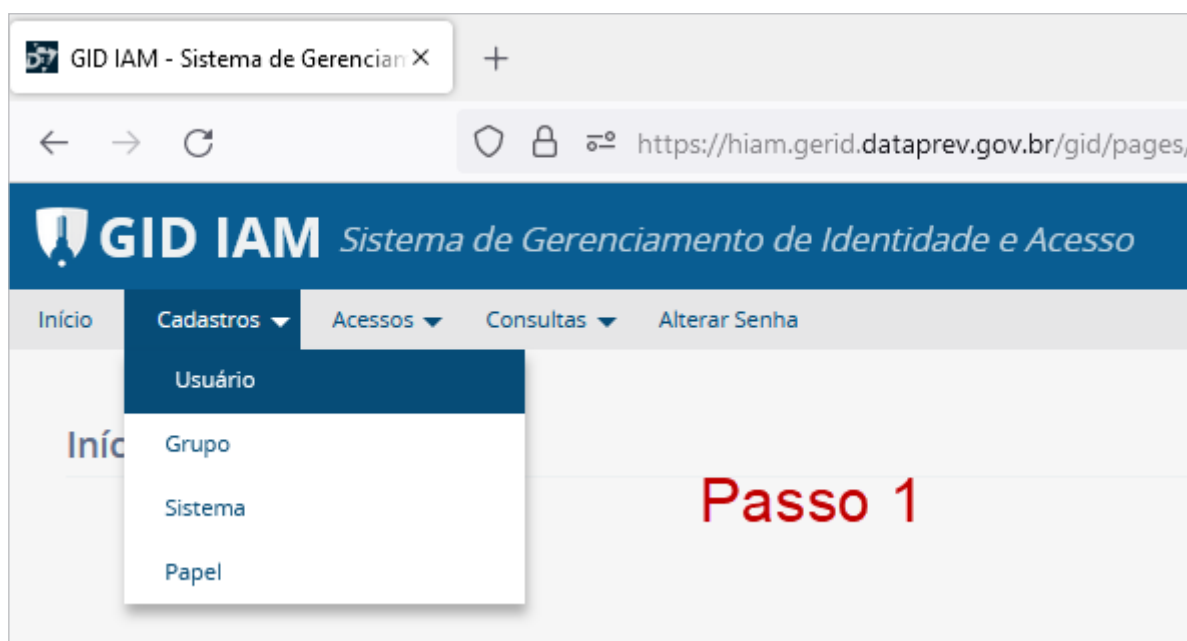 GID IAM - Sistema de Gerencian
https://hiam.gerid.dataprev.gov.br/gid/pages/
GID IAM Sistema de Gerenciamento de Identidade e Acesso
Início Cadastros Acessos Consultas Alterar Senha
Usuário
Iníc Grupo
Sistema
Passo 1
Papel